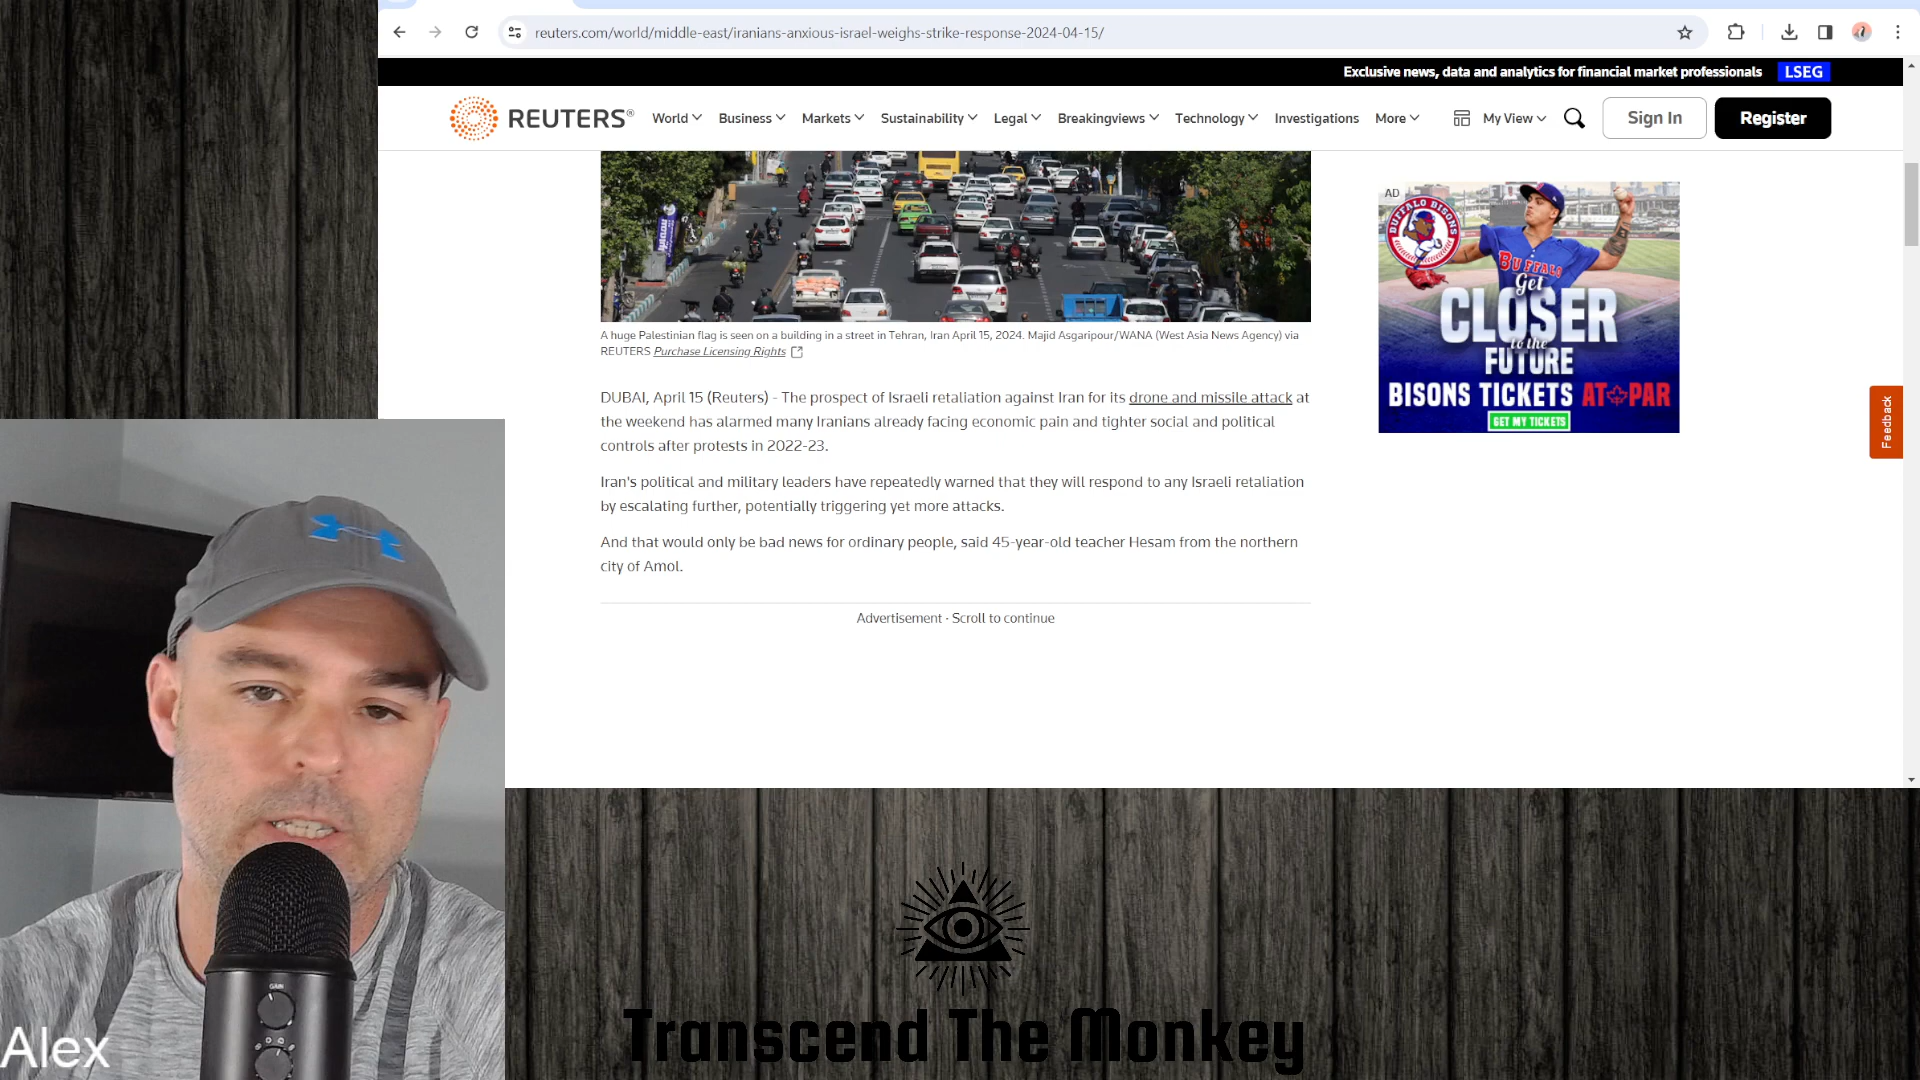 reuters.com/world/middle-east/iranians-anxious-israel-weighs-strike-response-2024-04-15/
Exclusive news, data and analytics for financial market professionals LSEG
REUTERS® World Business Markets Sustainability Legal Breakingviews Technology Investigations More My View Sign In Register
A huge Palestinian flag is seen on a building in a street in Tehran, Iran April 15, 2024. Majid Asgaripour/WANA (West Asia News Agency) via
REUTERS Purchase Licensing Rights
DUBAI, April 15 (Reuters) - The prospect of Israeli retaliation against Iran for its drone and missile attack at
the weekend has alarmed many Iranians already facing economic pain and tighter social and political
controls after protests in 2022-23.
Iran's political and military leaders have repeatedly warned that they will respond to any Israeli retaliation
by escalating further, potentially triggering yet more attacks.
And that would only be bad news for ordinary people, said 45-year-old teacher Hesam from the northern
city of Amol.
Advertisement · Scroll to continue
AD
BUFFALO BISONS
BUFFALO
Get
CLOSER
to the
FUTURE
BISONS TICKETS AT PAR
GET MY TICKETS
Feedback
GAIN
Alex
Transcend The Monkey